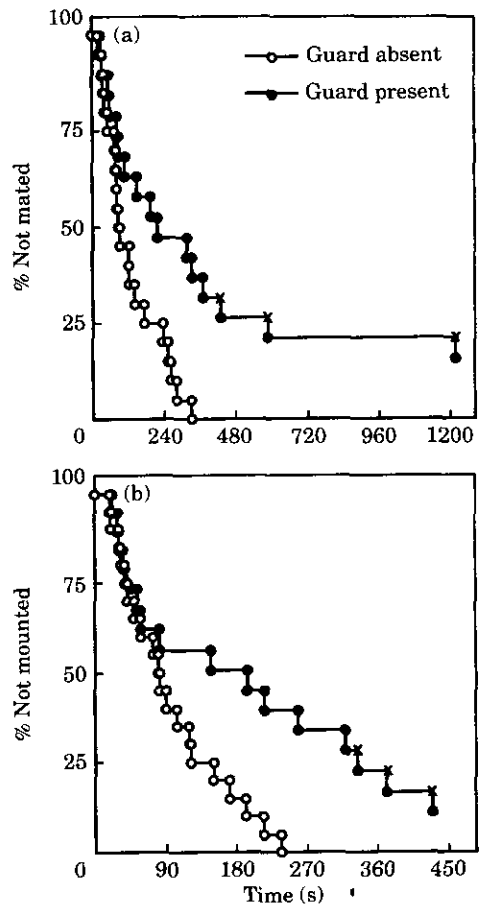 100
(a)
Guard absent
Guard present
75
50
25
% Not mated
0 240 480 720 960 1200
100
(b)
75
50
25
% Not mounted
0 90 180 270 360 450
Time (s)